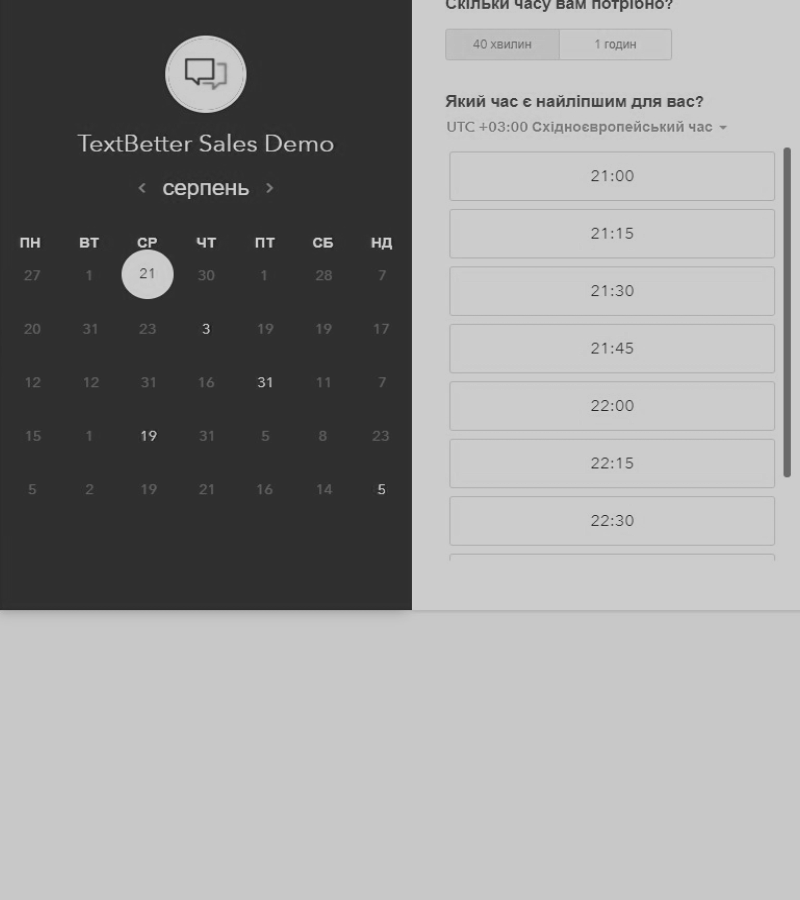 TextBetter Sales Demo
серпень
ПН ВТ СР ЧТ ПТ СБ НД
27 1 21 30 1 28 7
20 31 23 3 19 19 17
12 12 31 16 31 11 7
15 1 19 31 5 8 23
5 2 19 21 16 14 5
Скільки часу вам потрібно?
40 хвилин 1 годин
Який час є найліпшим для вас?
UTC +03:00 Східноєвропейський час
21:00
21:15
21:30
21:45
22:00
22:15
22:30